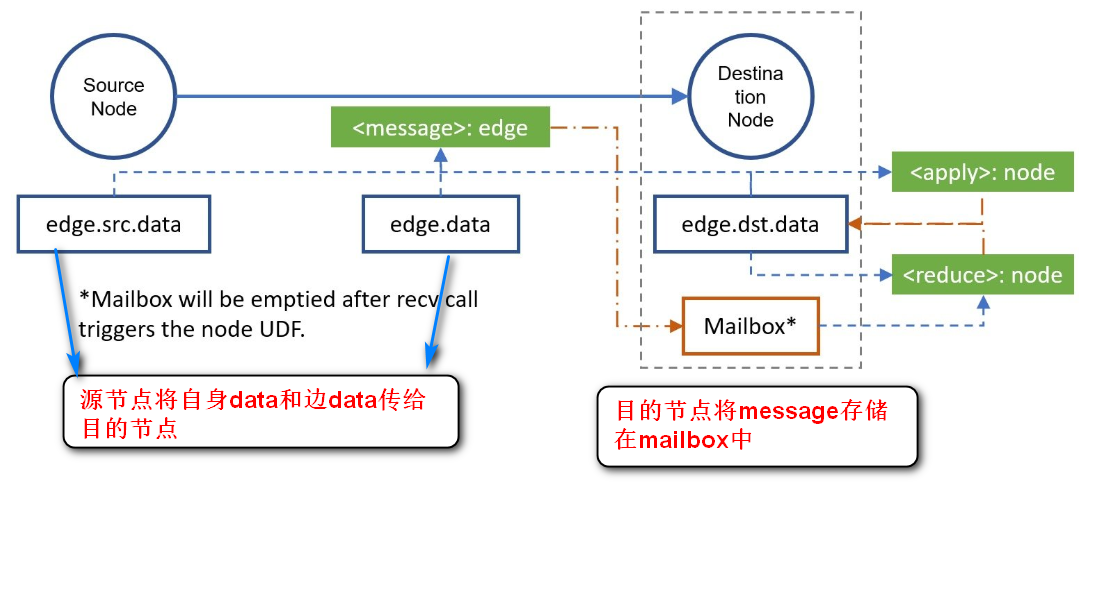 Source
Node
Destina
tion
Node
<message>: edge
<apply>: node
edge.src.data
edge.data
edge.dst.data
<reduce>: node
*Mailbox will be emptied after recv call
triggers the node UDF.
Mailbox*
源节点将自身data和边data传给
目的节点
目的节点将message存储
在mailbox中